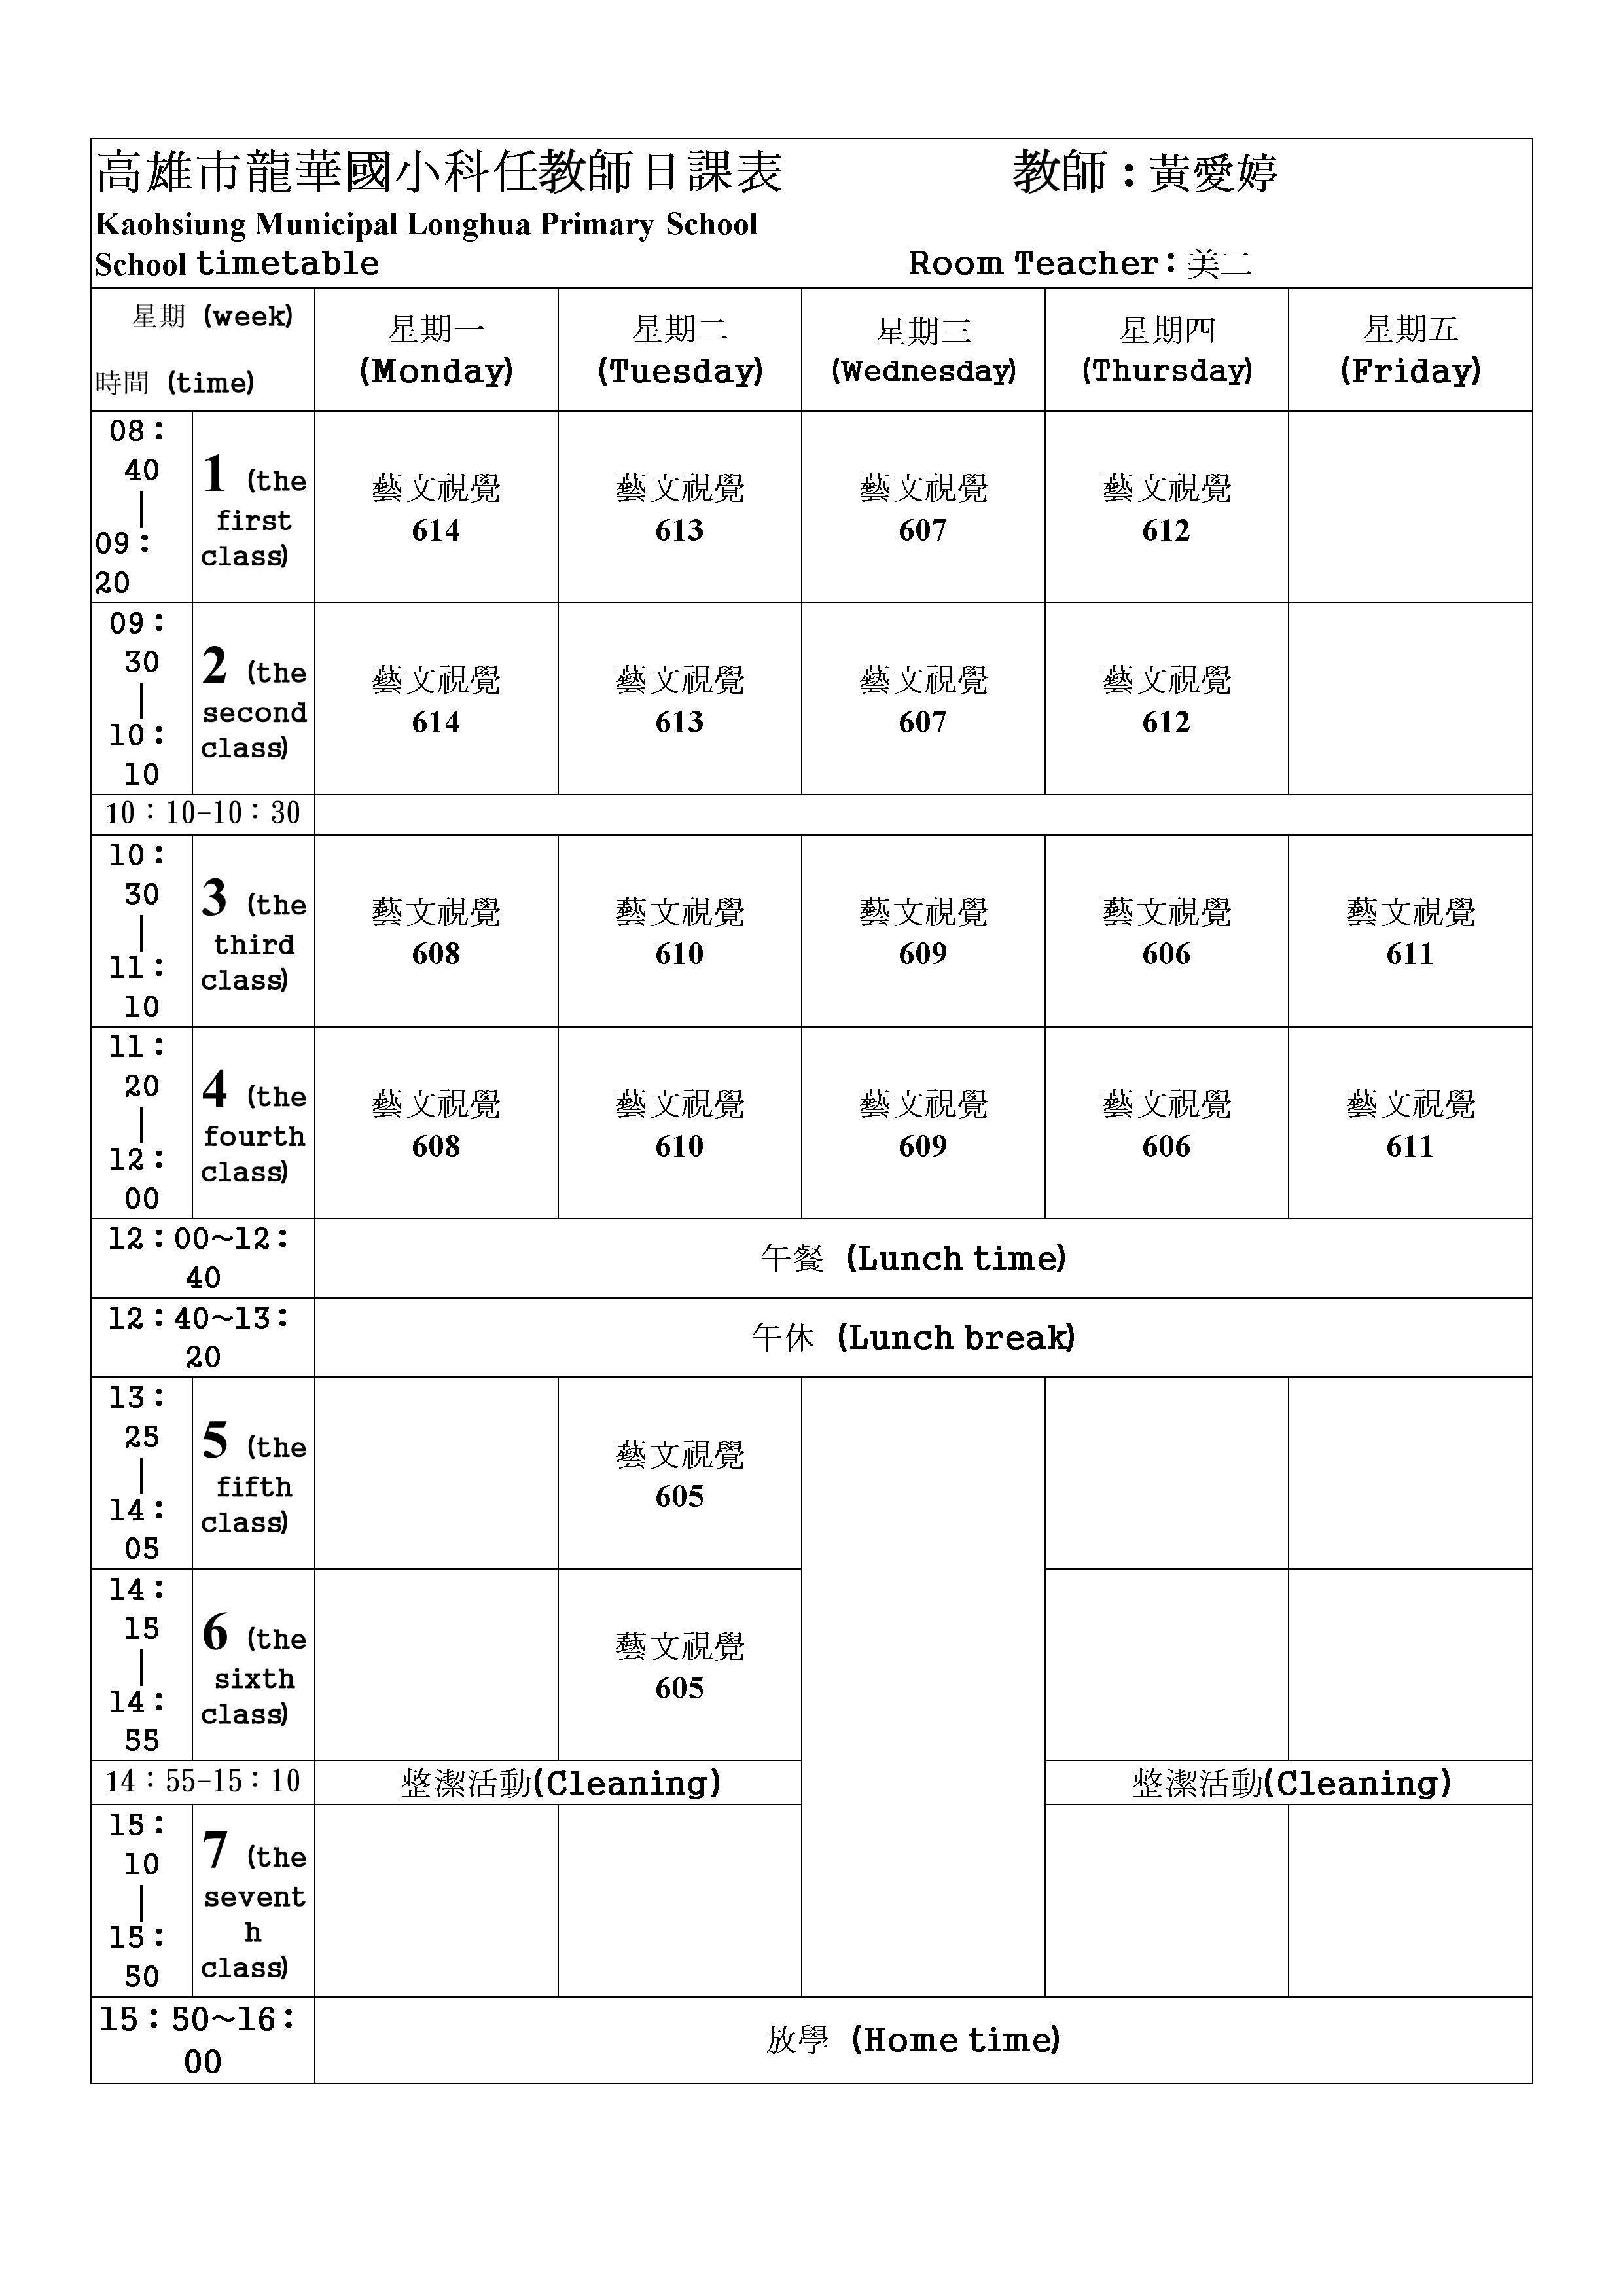 高雄市龍華國小科任教師日課表 教師：黃愛婷
Kaohsiung Municipal Longhua Primary School
School timetable Room Teacher：美二
星期 (week)
時間 (time)
星期一
(Monday)
星期二
(Tuesday)
星期三
(Wednesday)
星期四
(Thursday)
星期五
(Friday)
08：
40
|
09：
20
1 (the
first
class)
藝文視覺
614
藝文視覺
613
藝文視覺
607
藝文視覺
612
09：
30
|
10：
10
2 (the
second
class)
藝文視覺
614
藝文視覺
613
藝文視覺
607
藝文視覺
612
10：10-10：30
10：
30
|
11：
10
3 (the
third
class)
藝文視覺
608
藝文視覺
610
藝文視覺
609
藝文視覺
606
藝文視覺
611
11：
20
|
12：
00
4 (the
fourth
class)
藝文視覺
608
藝文視覺
610
藝文視覺
609
藝文視覺
606
藝文視覺
611
12：00~12：
40
午餐 (Lunch time)
12：40~13：
20
午休 (Lunch break)
13：
25
|
14：
05
5 (the
fifth
class)
藝文視覺
605
14：
15
|
14：
55
6 (the
sixth
class)
藝文視覺
605
14：55-15：10
整潔活動(Cleaning)
整潔活動(Cleaning)
15：
10
|
15：
50
7 (the
sevent
h
class)
15：50~16：
00
放學 (Home time)